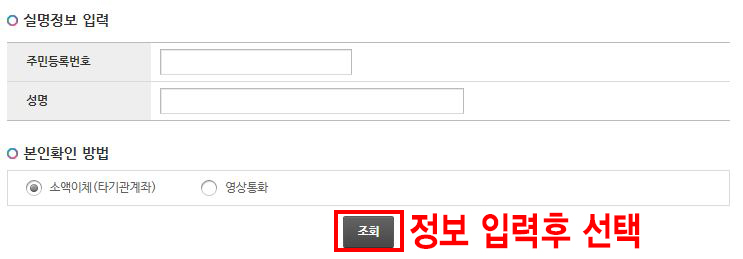 실명정보 입력
주민등록번호
성명
본인확인 방법
소액이체(타기관계좌) 영상통화
조회 정보 입력후 선택